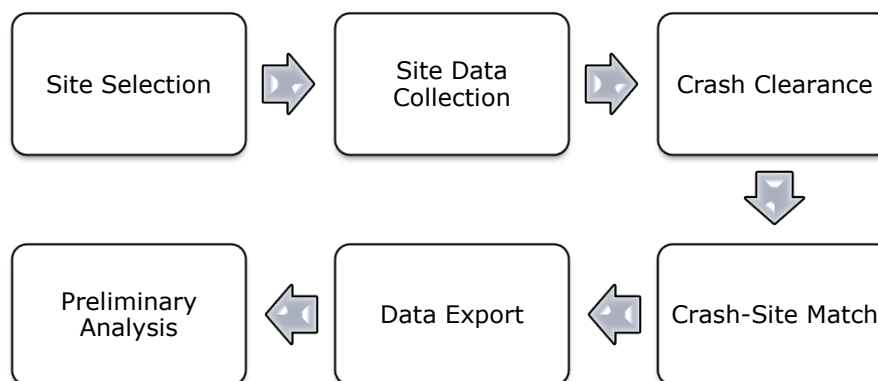 Site Selection
Site Data
Collection
Crash Clearance
Preliminary
Analysis
Data Export
Crash-Site Match